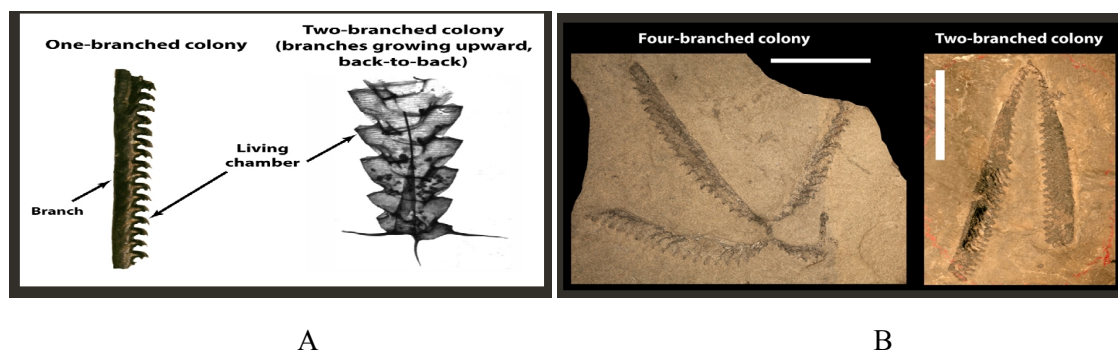 One-branched colony
Two-branched colony
(branches growing upward,
back-to-back)
Living
chamber
Branch
Four-branched colony
Two-branched colony
A
B